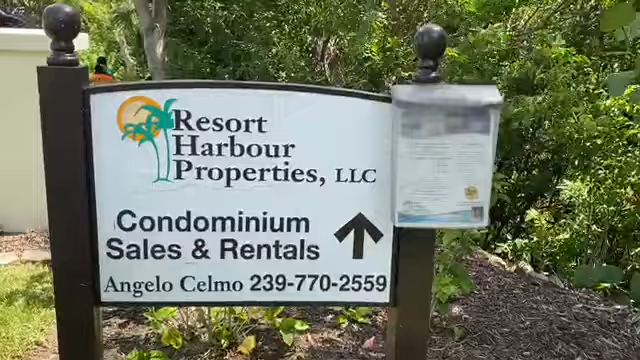 Resort
Harbour
Properties, LLC
Condominium
Sales & Rentals
Angelo Celmo 239-770-2559